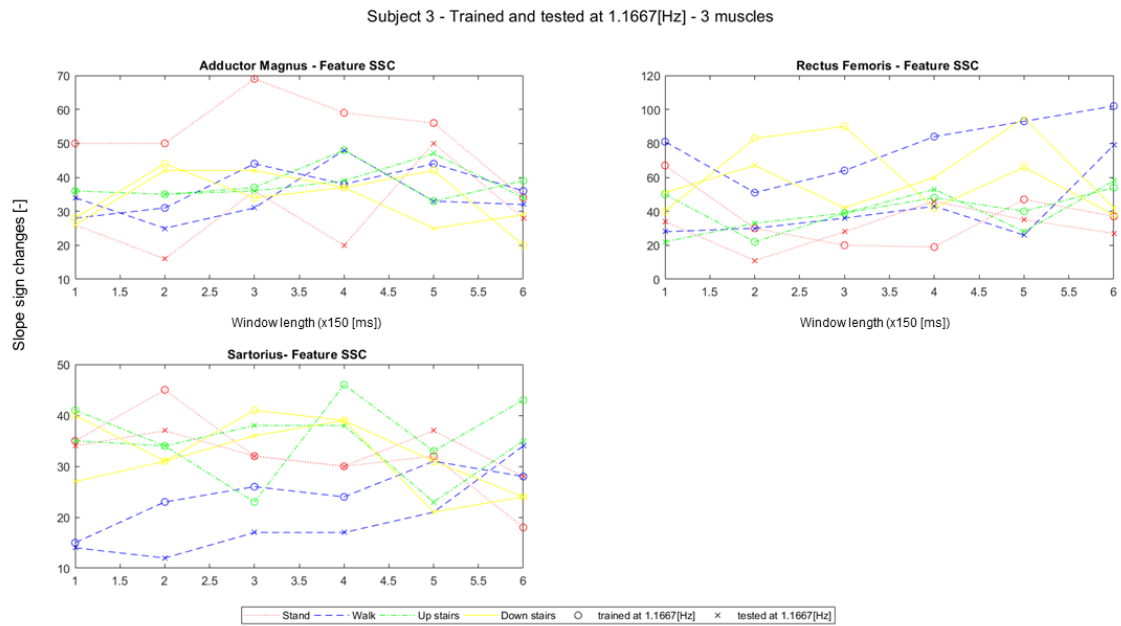 Subject 3 - Trained and tested at 1.1667[Hz] - 3 muscles
Adductor Magnus - Feature SSC
70
60
50
40
30
20
10
1 1.5 2 2.5 3 3.5 4 4.5 5 5.5 6
Window length (x150 [ms])
Rectus Femoris - Feature SSC
120
100
80
60
40
20
0
1 1.5 2 2.5 3 3.5 4 4.5 5 5.5 6
Window length (x150 [ms])
Slope sign changes [-]
Sartorius- Feature SSC
50
40
30
20
10
1 1.5 2 2.5 3 3.5 4 4.5 5 5.5 6
Stand Walk Up stairs Down stairs trained at 1.1667[Hz] tested at 1.1667[Hz]